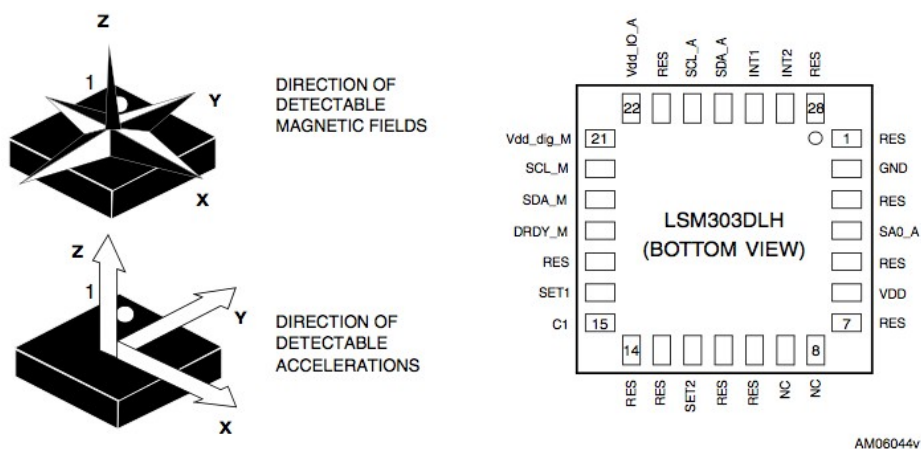 Z
1
Y
X
DIRECTION OF
DETECTABLE
MAGNETIC FIELDS
Z
1
Y
X
DIRECTION OF
DETECTABLE
ACCELERATIONS
Vdd_IO_A
RES
SCL_A
SDA_A
INT1
INT2
RES
22
28
Vdd_dig_M 21
SCL_M
SDA_M
DRDY_M
RES
SET1
C1 15
LSM303DLH
(BOTTOM VIEW)
1 RES
GND
RES
SA0_A
RES
VDD
7 RES
14
8
RES
RES
SET2
RES
RES
NC
NC
AM06044v